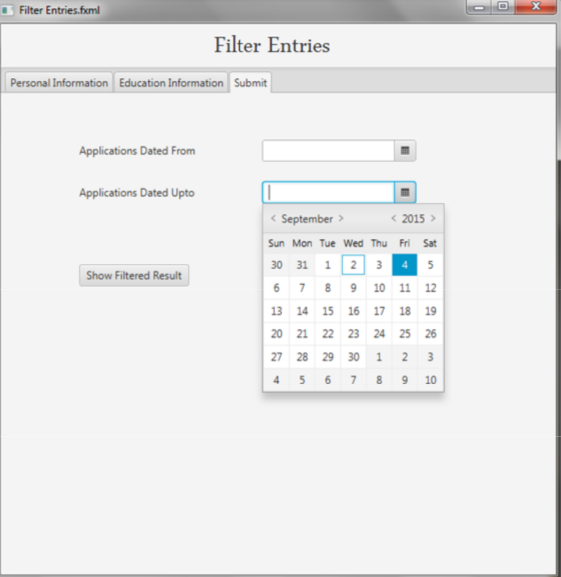 Filter Entries.fxml
Filter Entries
Personal Information Education Information Submit
Applications Dated From
Applications Dated Upto
< September > < 2015 >
Sun Mon Tue Wed Thu Fri Sat
30 31 1 2 3 4 5
6 7 8 9 10 11 12
13 14 15 16 17 18 19
20 21 22 23 24 25 26
27 28 29 30 1 2 3
4 5 6 7 8 9 10
Show Filtered Result